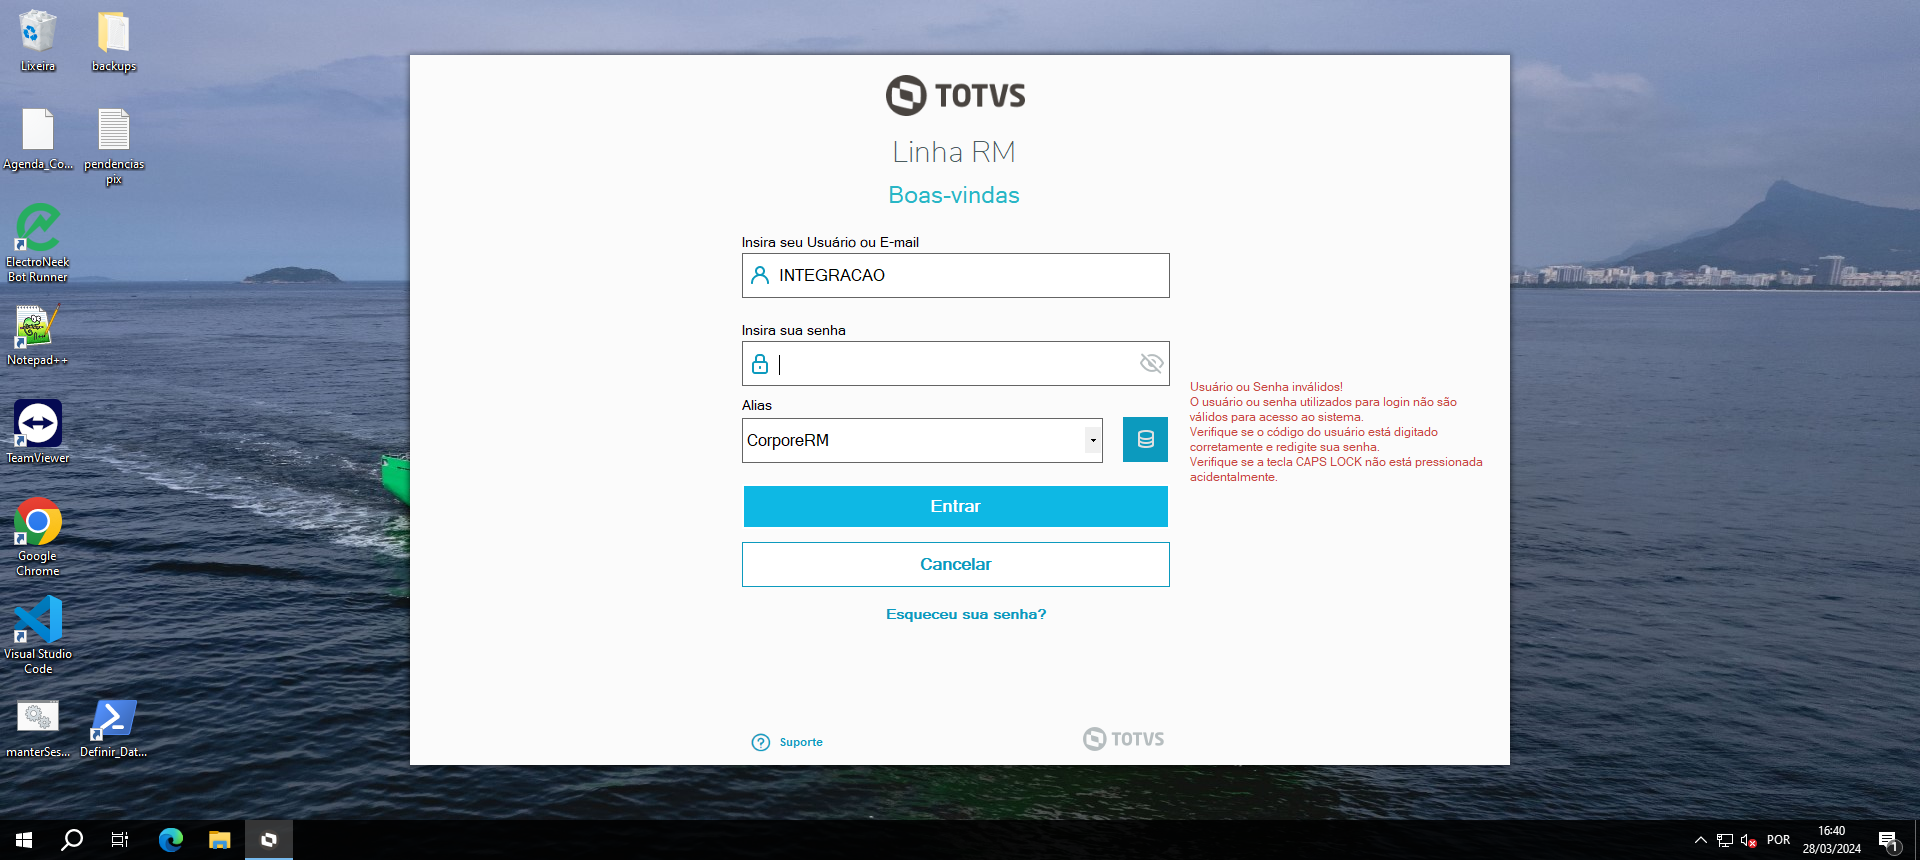 Lixeira
backups
Agenda_Co...
pendencias
pix
ElectroNeek
Bot Runner
Notepad++
TeamViewer
Google
Chrome
Visual Studio
Code
manterSes...
Definir_Dat...
TOTVS
Linha RM
Boas-vindas
Insira seu Usuário ou E-mail
INTEGRACAO
Insira sua senha
Alias
CorporeRM
Usuário ou Senha inválidos!
O usuário ou senha utilizados para login não são
válidos para acesso ao sistema.
Verifique se o código do usuário está digitado
corretamente e redigite sua senha.
Verifique se a tecla CAPS LOCK não está pressionada
acidentalmente.
Entrar
Cancelar
Esqueceu sua senha?
Suporte
TOTVS
POR
16:40
28/03/2024
1